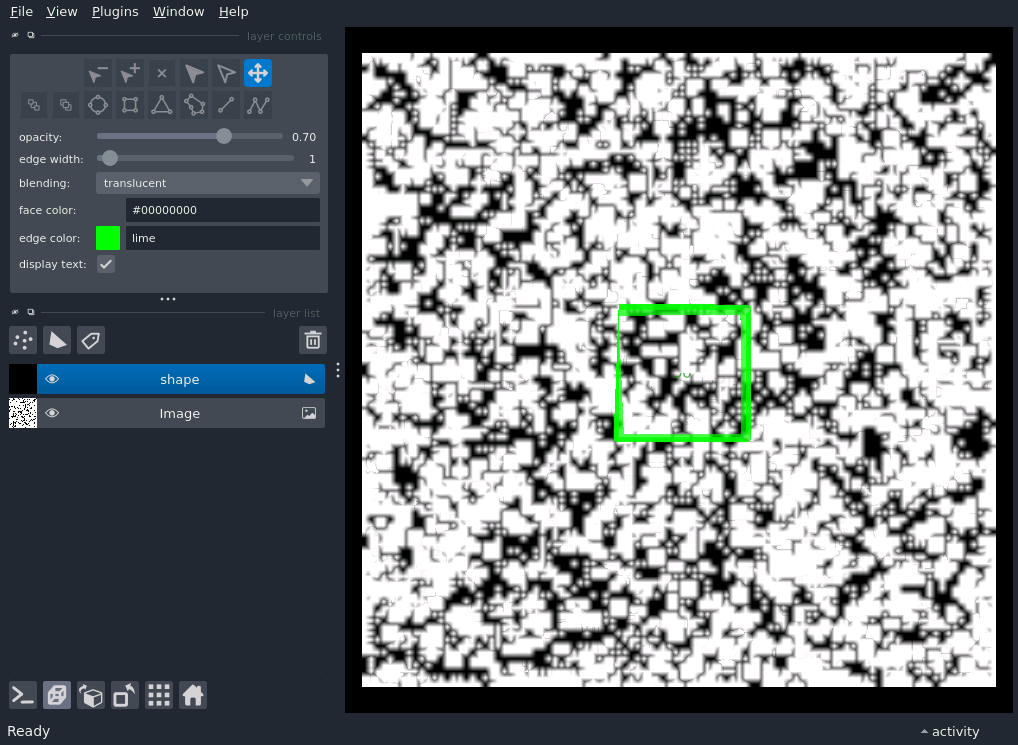 File View Plugins Window Help
layer controls
opacity: 0.70
edge width: 1
blending: translucent
face color: #00000000
edge color: lime
display text:
layer list
shape
Image
Ready
activity